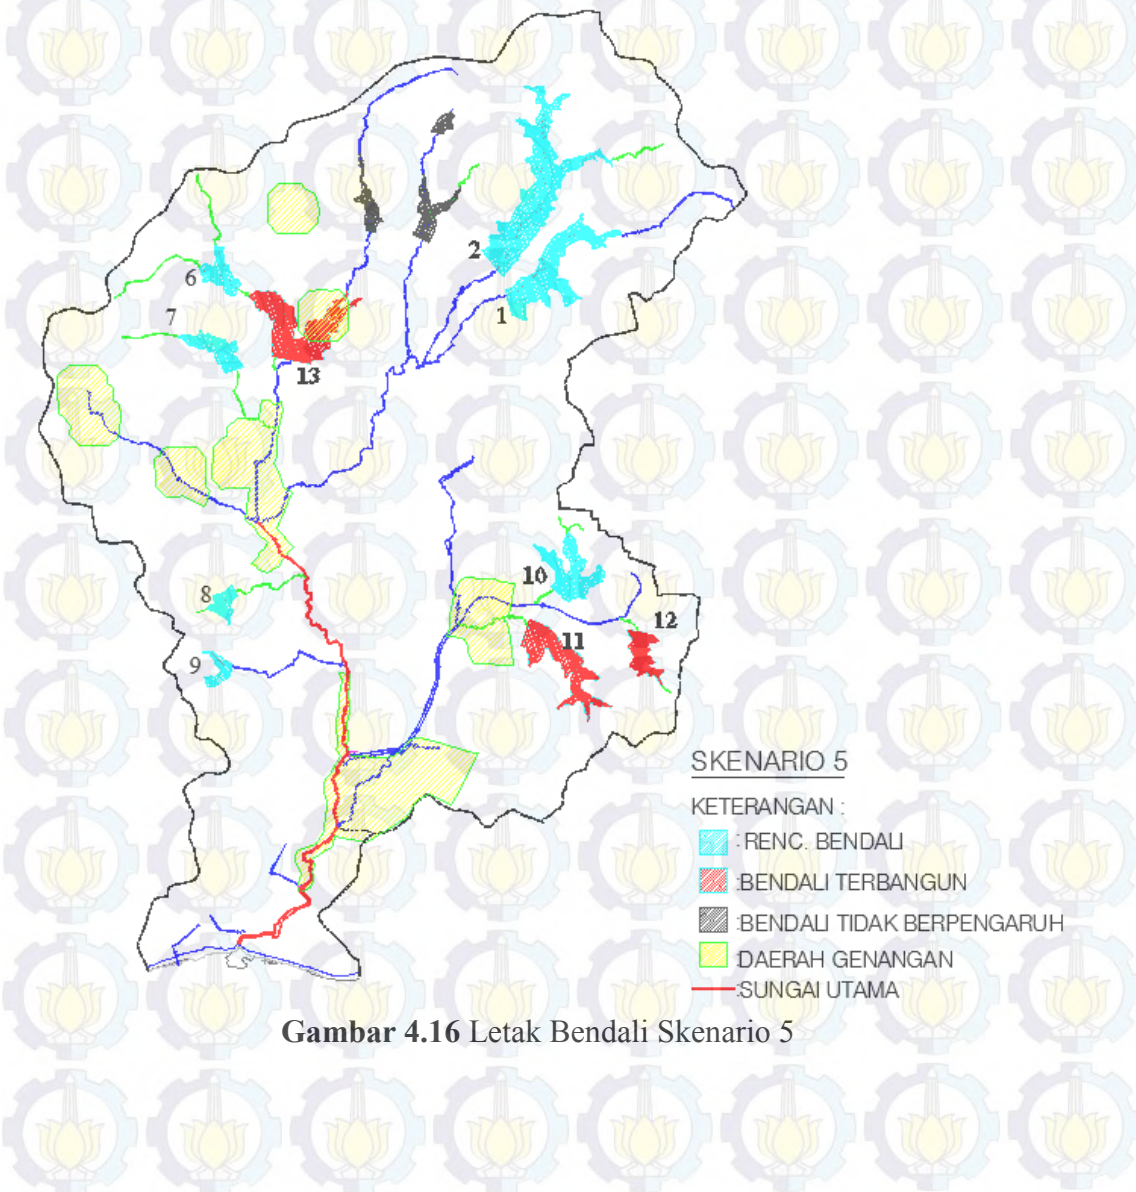 2
6
1
7
13
10
8
12
11
9
SKENARIO 5
KETERANGAN :
:RENC. BENDALI
:BENDALI TERBANGUN
:BENDALI TIDAK BERPENGARUH
:DAERAH GENANGAN
:SUNGAI UTAMA
Gambar 4.16 Letak Bendali Skenario 5